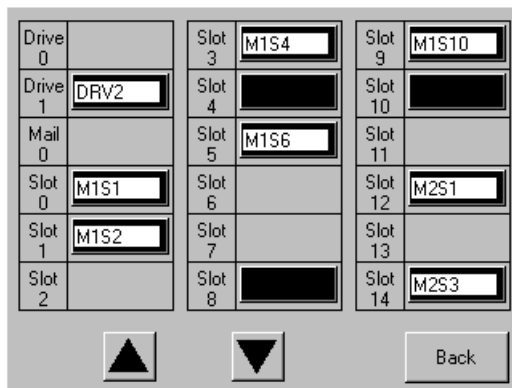 Drive
0
Drive
1
DRV2
Mail
0
Slot
0
M1S1
Slot
1
M1S2
Slot
2
Slot
3
M1S4
Slot
4
Slot
5
M1S6
Slot
6
Slot
7
Slot
8
Slot
9
M1S10
Slot
10
Slot
11
Slot
12
M2S1
Slot
13
Slot
14
M2S3
Back